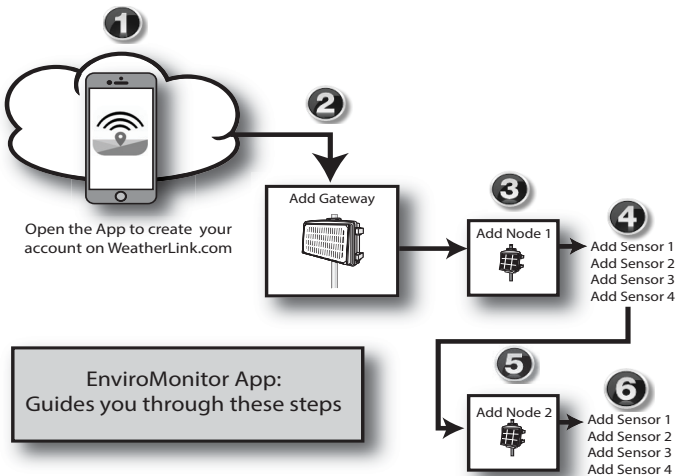 1
Open the App to create your
account on WeatherLink.com
2
Add Gateway
3
Add Node 1
4
Add Sensor 1
Add Sensor 2
Add Sensor 3
Add Sensor 4
5
Add Node 2
6
Add Sensor 1
Add Sensor 2
Add Sensor 3
Add Sensor 4
EnviroMonitor App:
Guides you through these steps